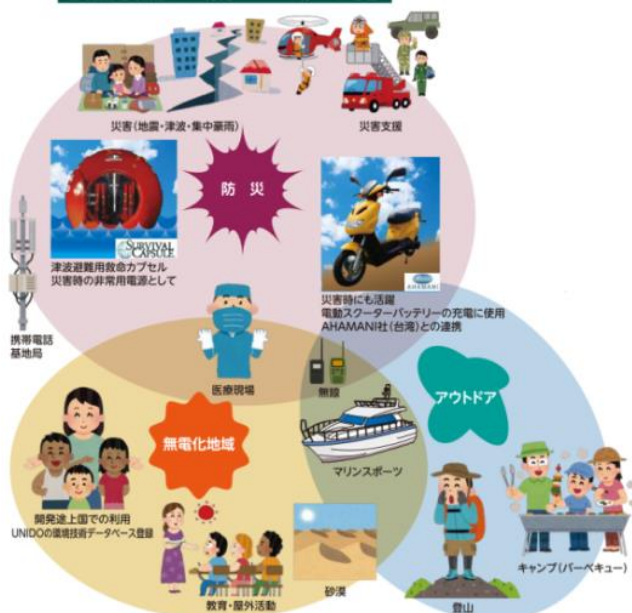 災害(地震・津波・集中豪雨)
災害支援
防 災
SURVIVAL
CAPSULE
津波避難用救命カプセル
災害時の非常用電源として
AHAMANI
災害時にも活躍
電動スクーターバッテリーの充電に使用
AHAMANI社(台湾)との連携
携帯電話
基地局
医療現場
無線
アウトドア
無電化地域
マリンスポーツ
開発途上国での利用
UNIDOの環境技術データベース登録
教育・屋外活動
砂漠
登山
キャンプ(バーベキュー)